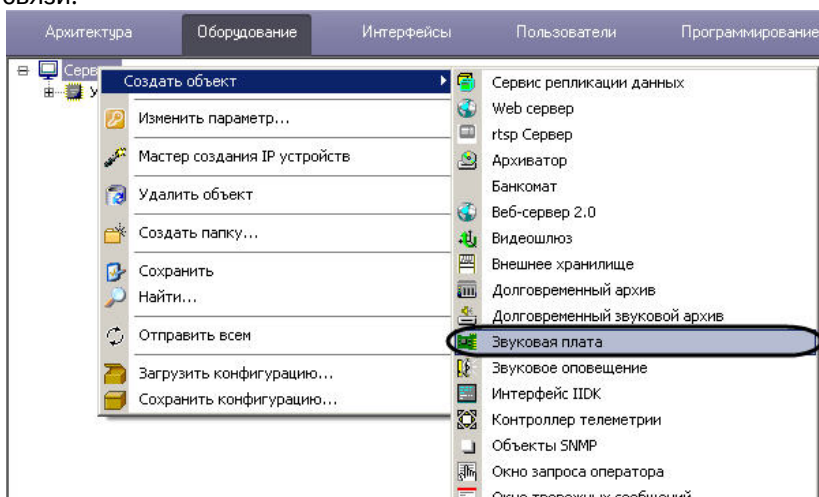 связи.
Архитектура Оборудование Интерфейсы Пользователи Программирование
Создать объект
Изменить параметр...
Мастер создания IP устройств
Удалить объект
Создать папку...
Сохранить
Найти...
Отправить всем
Загрузить конфигурацию...
Сохранить конфигурацию...
Сервис репликации данных
Web сервер
rtsp Сервер
Архиватор
Банкомат
Веб-сервер 2.0
Видеошлюз
Внешнее хранилище
Долговременный архив
Долговременный звуковой архив
Звуковая плата
Звуковое оповещение
Интерфейс IIDK
Контроллер телеметрии
Объекты SNMP
Окно запроса оператора